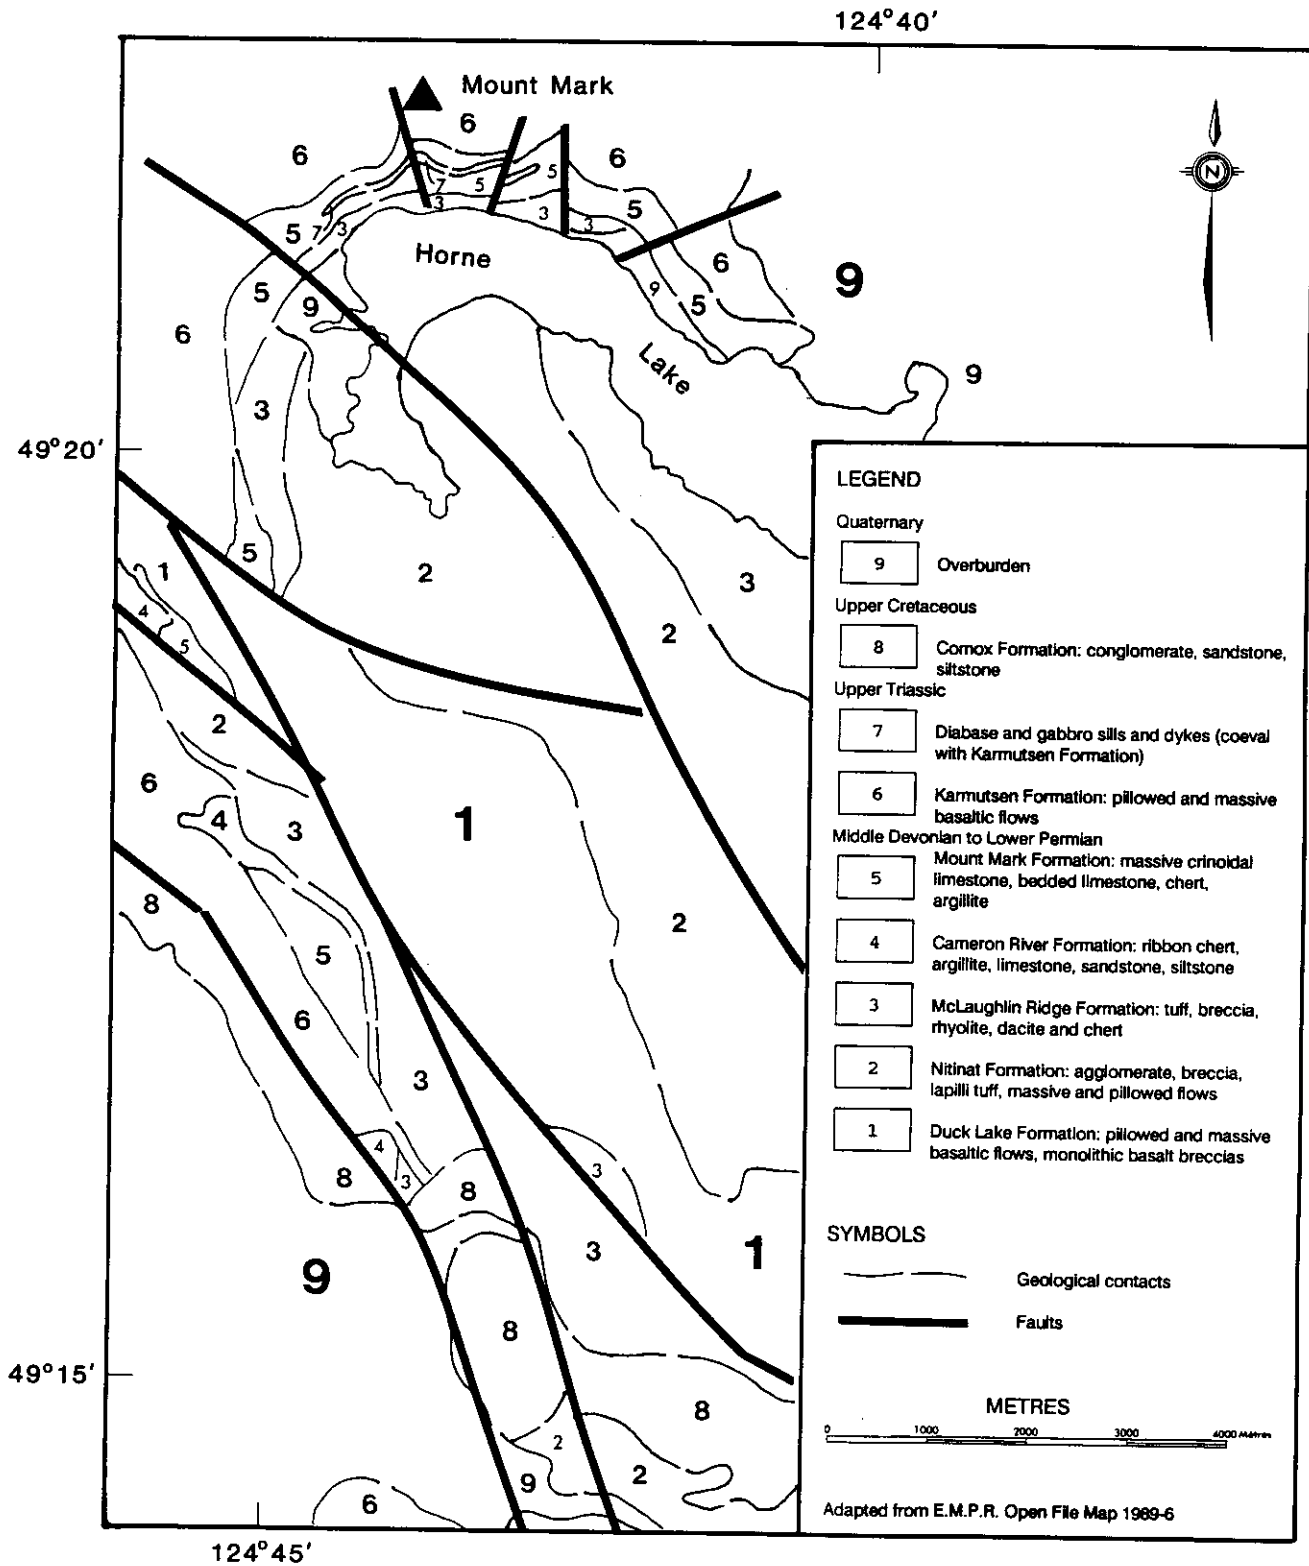 124°40'
Mount Mark
6
6
6
5
5
7
5
3
5
7
3
3
3
Horne
6
9
9
5
5
9
6
Lake
9
3
49°20'
5
1
2
3
4
5
2
2
6
4
3
1
8
2
5
6
3
4
3
3
8
8
3
1
9
8
8
2
2
9
6
49°15'
124°45'
LEGEND
Quaternary
9 Overburden
Upper Cretaceous
8 Comox Formation: conglomerate, sandstone,
siltstone
Upper Triassic
7 Diabase and gabbro sills and dykes (coeval
with Karmutsen Formation)
6 Karmutsen Formation: pillowed and massive
basaltic flows
Middle Devonian to Lower Permian
5 Mount Mark Formation: massive crinoidal
limestone, bedded limestone, chert,
argillite
4 Cameron River Formation: ribbon chert,
argillite, limestone, sandstone, siltstone
3 McLaughlin Ridge Formation: tuff, breccia,
rhyolite, dacite and chert
2 Nitinat Formation: agglomerate, breccia,
lapilli tuff, massive and pillowed flows
1 Duck Lake Formation: pillowed and massive
basaltic flows, monolithic basalt breccias
SYMBOLS
Geological contacts
Faults
METRES
0 1000 2000 3000 4000 Metres
Adapted from E.M.P.R. Open File Map 1989-6
N